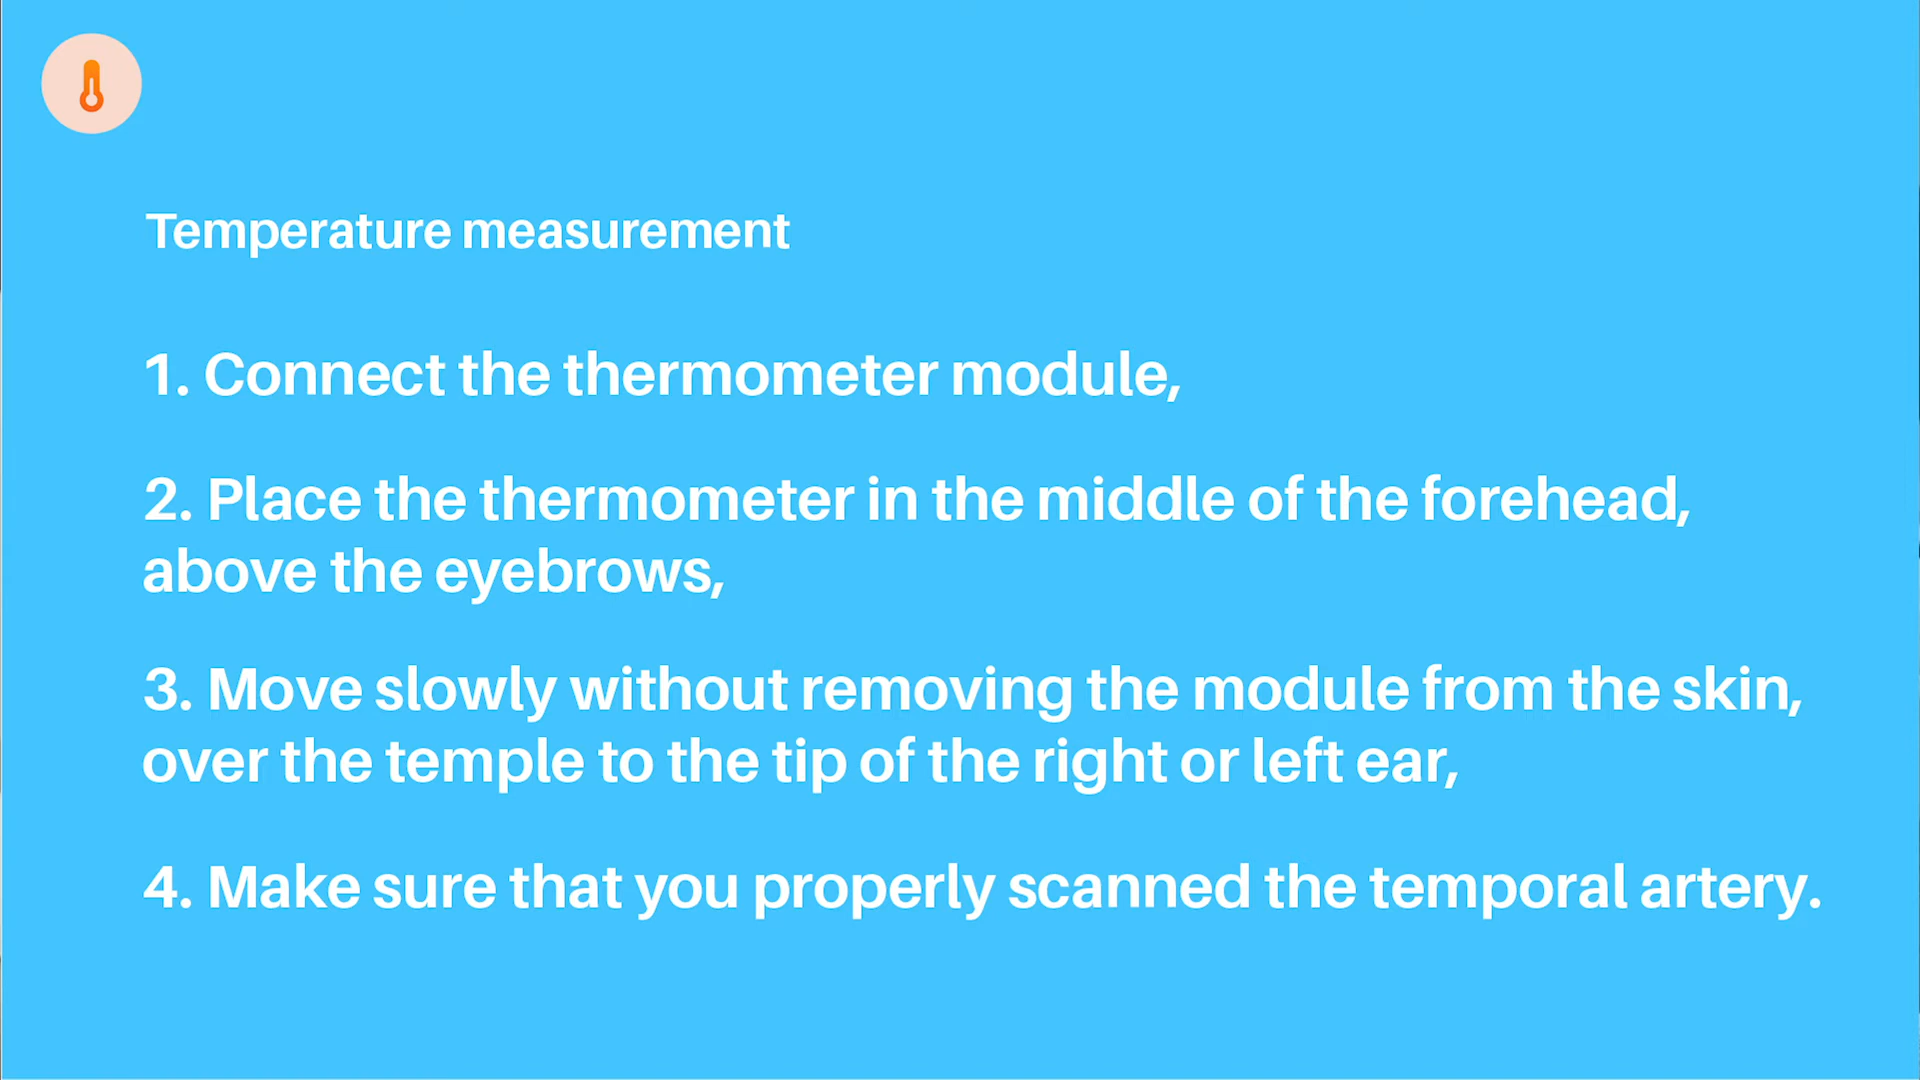 Temperature measurement
1. Connect the thermometer module,
2. Place the thermometer in the middle of the forehead,
above the eyebrows,
3. Move slowly without removing the module from the skin,
over the temple to the tip of the right or left ear,
4. Make sure that you properly scanned the temporal artery.